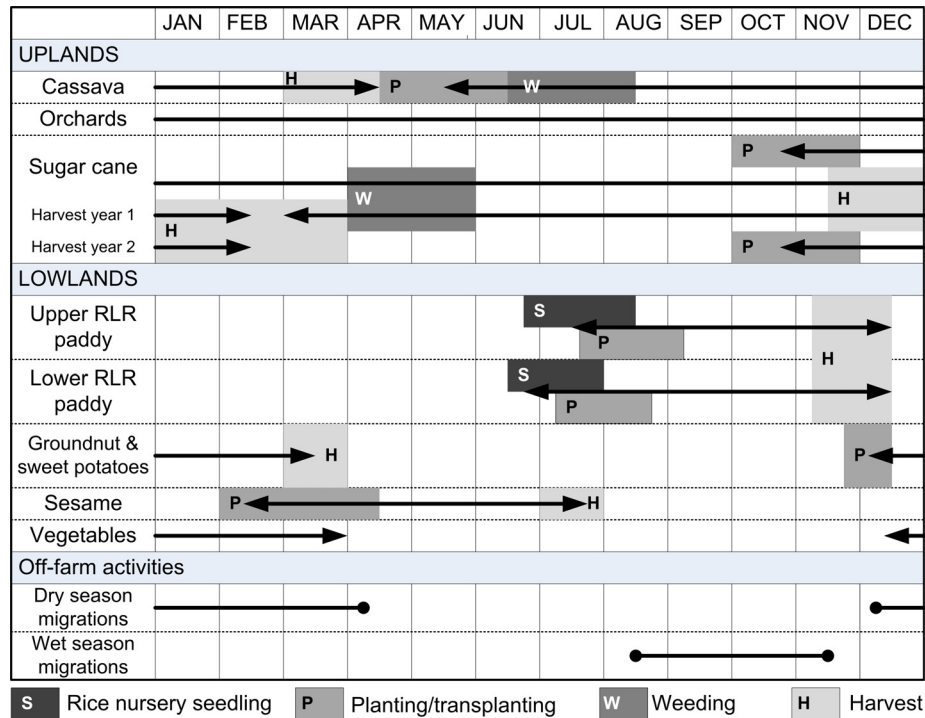 JAN FEB MAR APR MAY JUN JUL AUG SEP OCT NOV DEC
UPLANDS
Cassava H P W
Orchards
P
Sugar cane
W H
Harvest year 1
H
Harvest year 2 P
LOWLANDS
Upper RLR S
paddy P
H
Lower RLR S
paddy P
Groundnut &
sweet potatoes H P
Sesame P H
Vegetables
Off-farm activities
Dry season
migrations
Wet season
migrations
S Rice nursery seedling P Planting/transplanting W Weeding H Harvest